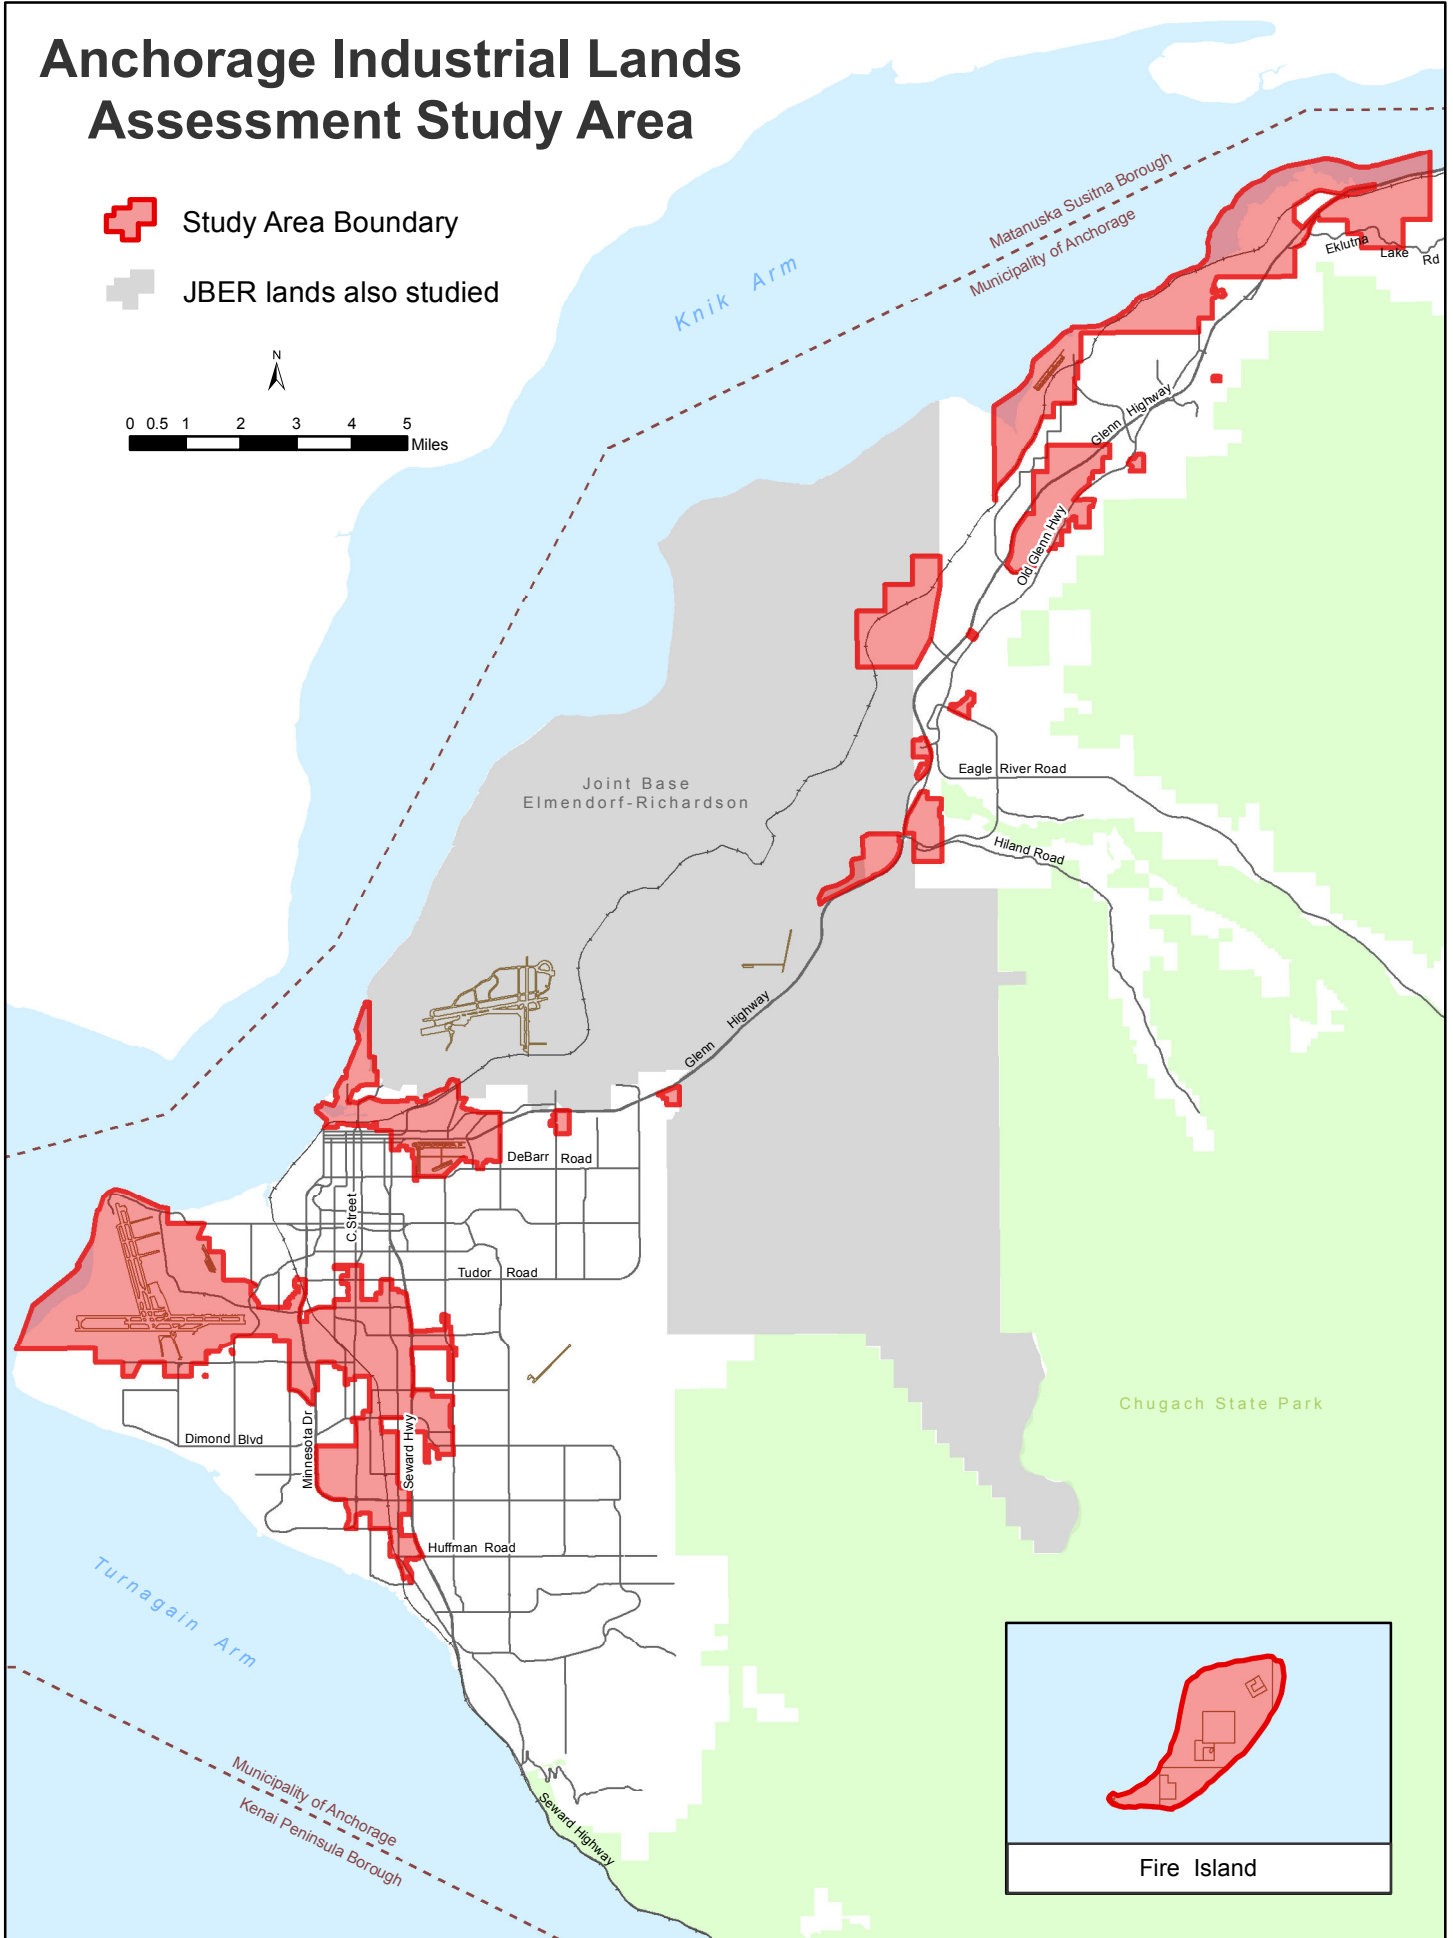 Anchorage Industrial Lands
Assessment Study Area
Study Area Boundary
JBER lands also studied
N
0 0.5 1 2 3 4 5
Miles
Knik Arm
Matanuska Susitna Borough
Municipality of Anchorage
Eklutna Lake Rd
Glenn Highway
Old Glenn Hwy
Joint Base
Elmendorf-Richardson
Eagle River Road
Hiland Road
Glenn Highway
DeBarr Road
C Street
Tudor Road
Chugach State Park
Dimond Blvd
Minnesota Dr
Seward Hwy
Huffman Road
Turnagain Arm
Municipality of Anchorage
Kenai Peninsula Borough
Seward Highway
Fire Island